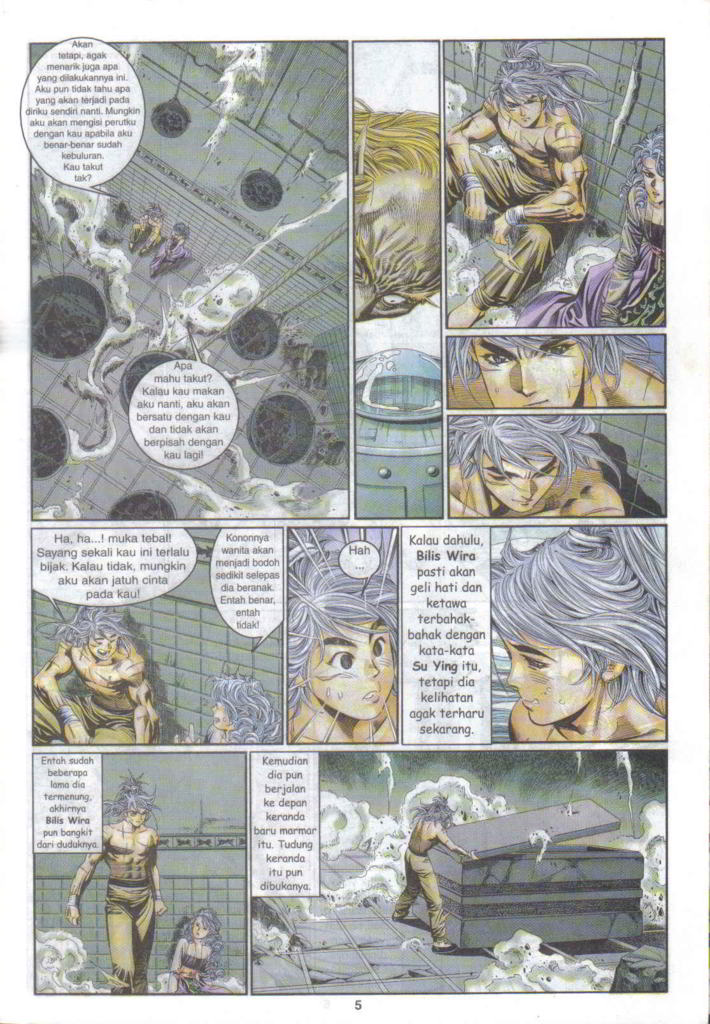 Akan
tetapi, agak
menarik juga apa
yang dilakukannya ini.
Aku pun tidak tahu apa
yang akan terjadi pada
diriku sendiri nanti. Mungkin
aku akan mengisi perutku
dengan kau apabila aku
benar-benar sudah
kebuluran.
Kau takut
tak?
Apa
mahu takut?
Kalau kau makan
aku nanti, aku akan
bersatu dengan kau
dan tidak akan
berpisah dengan
kau lagi!
Ha, ha...! muka tebal!
Sayang sekali kau ini terlalu
bijak. Kalau tidak, mungkin
aku akan jatuh cinta
pada kau!
Kononnya
wanita akan
menjadi bodoh
sedikit selepas
dia beranak.
Entah benar,
entah
tidak!
Hah
...
Kalau dahulu,
Bilis Wira
pasti akan
geli hati dan
ketawa
terbahak-
bahak dengan
kata-kata
Su Ying itu,
tetapi dia
kelihatan
agak terharu
sekarang.
Entah sudah
beberapa
lama dia
termenung,
akhirnya
Bilis Wira
pun bangkit
dari duduknya.
Kemudian
dia pun
berjalan
ke depan
keranda
baru marmar
itu. Tudung
keranda
itu pun
dibukanya.
5